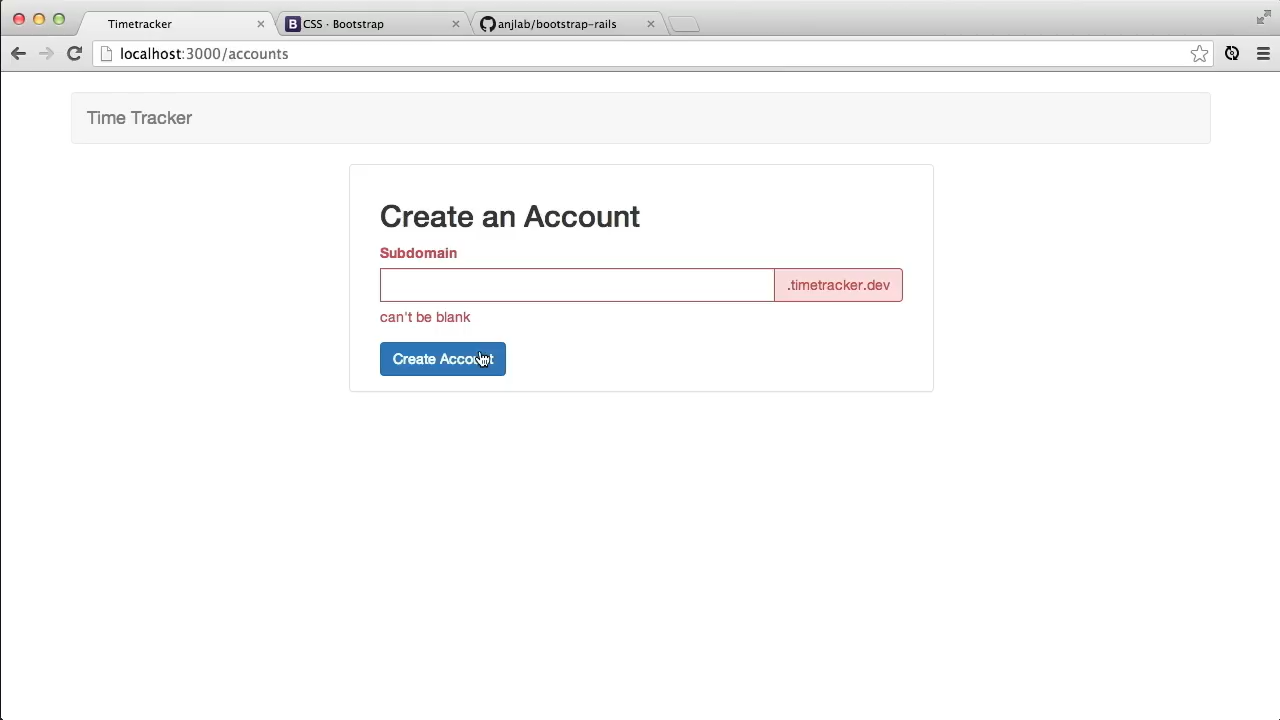 Timetracker
CSS · Bootstrap
anjlab/bootstrap-rails
localhost:3000/accounts
Time Tracker
Create an Account
Subdomain
.timetracker.dev
can't be blank
Create Account